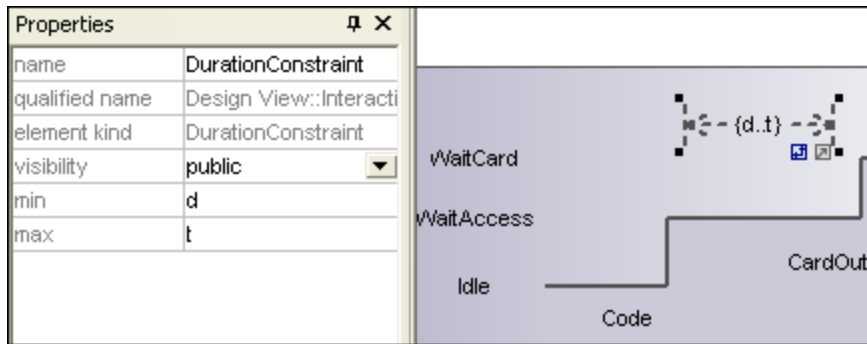 Properties
name DurationConstraint
qualified name Design View::Interacti
element kind DurationConstraint
visibility public
min d
max t
{d..t}
WaitCard
WaitAccess
CardOut
Idle
Code